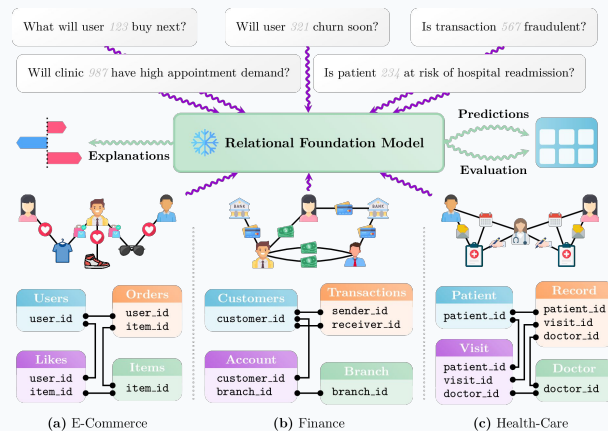 What will user 123 buy next?
Will user 321 churn soon?
Is transaction 567 fraudulent?
Will clinic 987 have high appointment demand?
Is patient 234 at risk of hospital readmission?
Explanations
Relational Foundation Model
Predictions
Evaluation
BANK
BANK
Users
user_id
Orders
user_id
item_id
Likes
user_id
item_id
Items
item_id
(a) E-Commerce
Customers
customer_id
Transactions
sender_id
receiver_id
Account
customer_id
branch_id
Branch
branch_id
(b) Finance
Patient
patient_id
Record
patient_id
visit_id
doctor_id
Visit
patient_id
visit_id
doctor_id
Doctor
doctor_id
(c) Health-Care